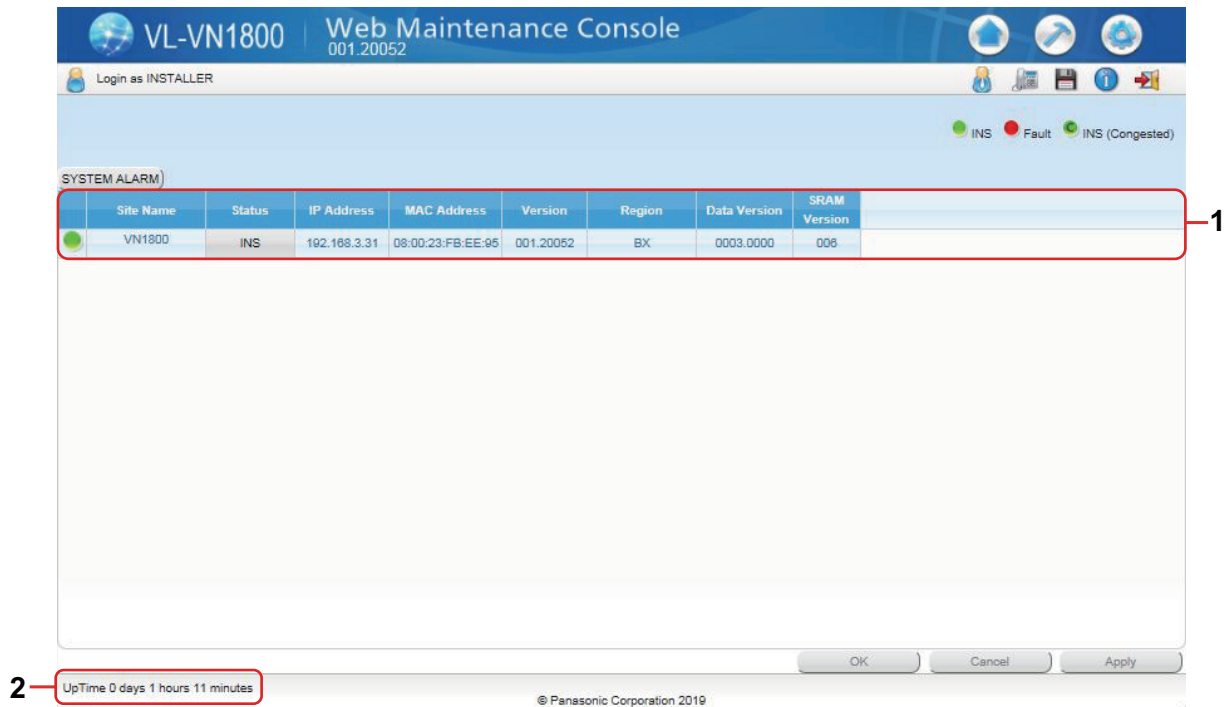 VL-VN1800 Web Maintenance Console
001.20052
Login as INSTALLER
INS Fault INS (Congested)
SYSTEM ALARM
Site Name Status IP Address MAC Address Version Region Data Version SRAM Version
VN1800 INS 192.168.3.31 08:00:23:FB:EE:95 001.20052 BX 0003.0000 006
1
OK Cancel Apply
2
UpTime 0 days 1 hours 11 minutes
© Panasonic Corporation 2019